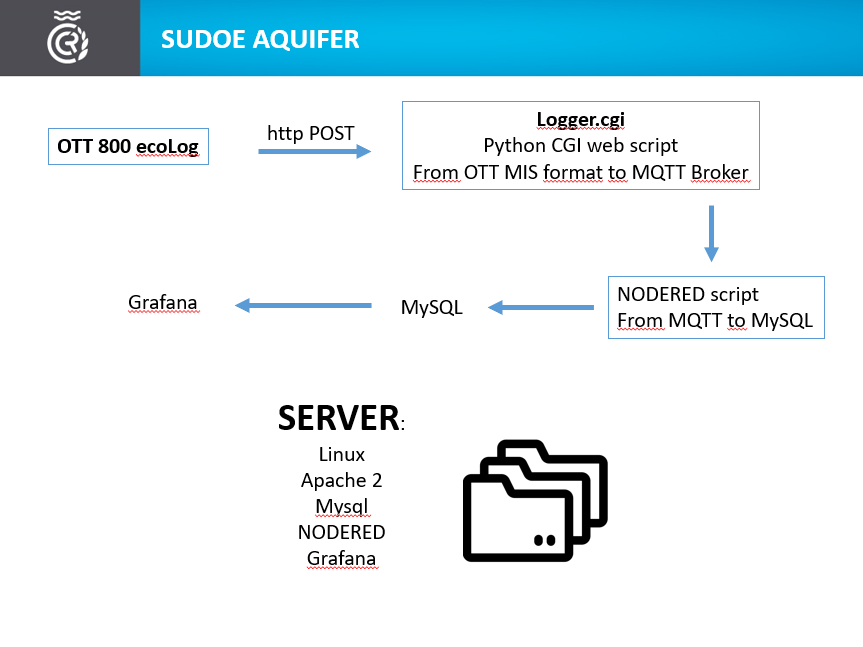 SUDOE AQUIFER
OTT 800 ecoLog
http POST
Logger.cgi
Python CGI web script
From OTT MIS format to MQTT Broker
NODERED script
From MQTT to MySQL
MySQL
Grafana
SERVER:
Linux
Apache 2
Mysql
NODERED
Grafana